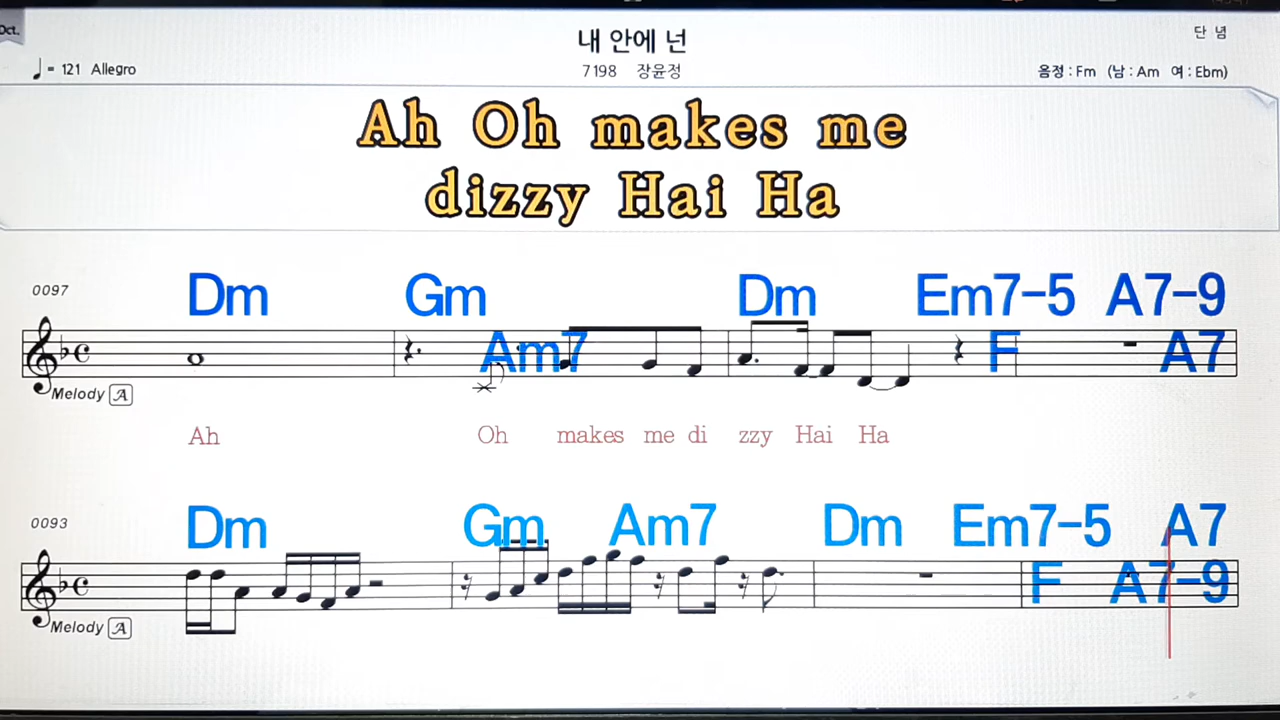 Oct.
내 안에 넌
단 념
♩= 121 Allegro
7198 장윤정
음정 : Fm (남 : Am 여 : Ebm)
Ah Oh makes me
dizzy Hai Ha
0097
Dm Gm Dm Em7-5 A7-9
Am7 F A7
Melody A
Ah Oh makes me di zzy Hai Ha
0093
Dm Gm Am7 Dm Em7-5 A7
F A7-9
Melody A